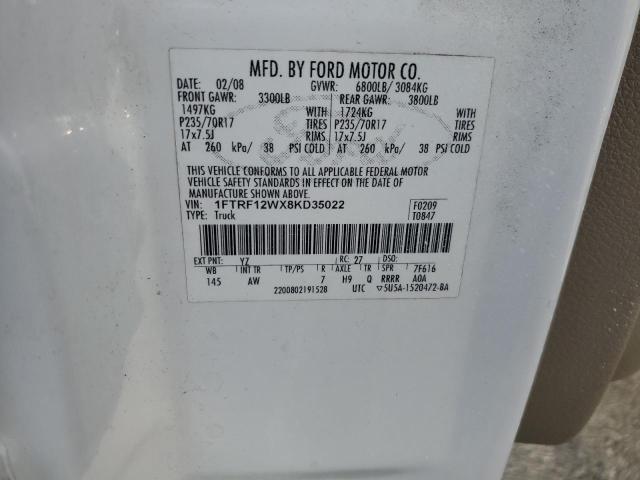 MFD. BY FORD MOTOR CO.
DATE: 02/08 GVWR: 6800LB/ 3084KG
FRONT GAWR: 3300LB REAR GAWR: 3800LB
1497KG WITH 1724KG WITH
P235/70R17 TIRES P235/70R17 TIRES
17x7.5J RIMS 17x7.5J RIMS
AT 260 kPa/ 38 PSI COLD AT 260 kPa/ 38 PSI COLD
THIS VEHICLE CONFORMS TO ALL APPLICABLE FEDERAL MOTOR
VEHICLE SAFETY STANDARDS IN EFFECT ON THE DATE OF
MANUFACTURE SHOWN ABOVE.
VIN: 1FTRF12WX8KD35022 F0209
TYPE: Truck T0847
EXT PNT: YZ RC: 27 DSO:
WB INT TR TP/PS R AXLE TR SPR 7F616
145 AW 7 H9 Q RRRR A0A
2200802191528 UTC ▽5U5A-1520472-BA